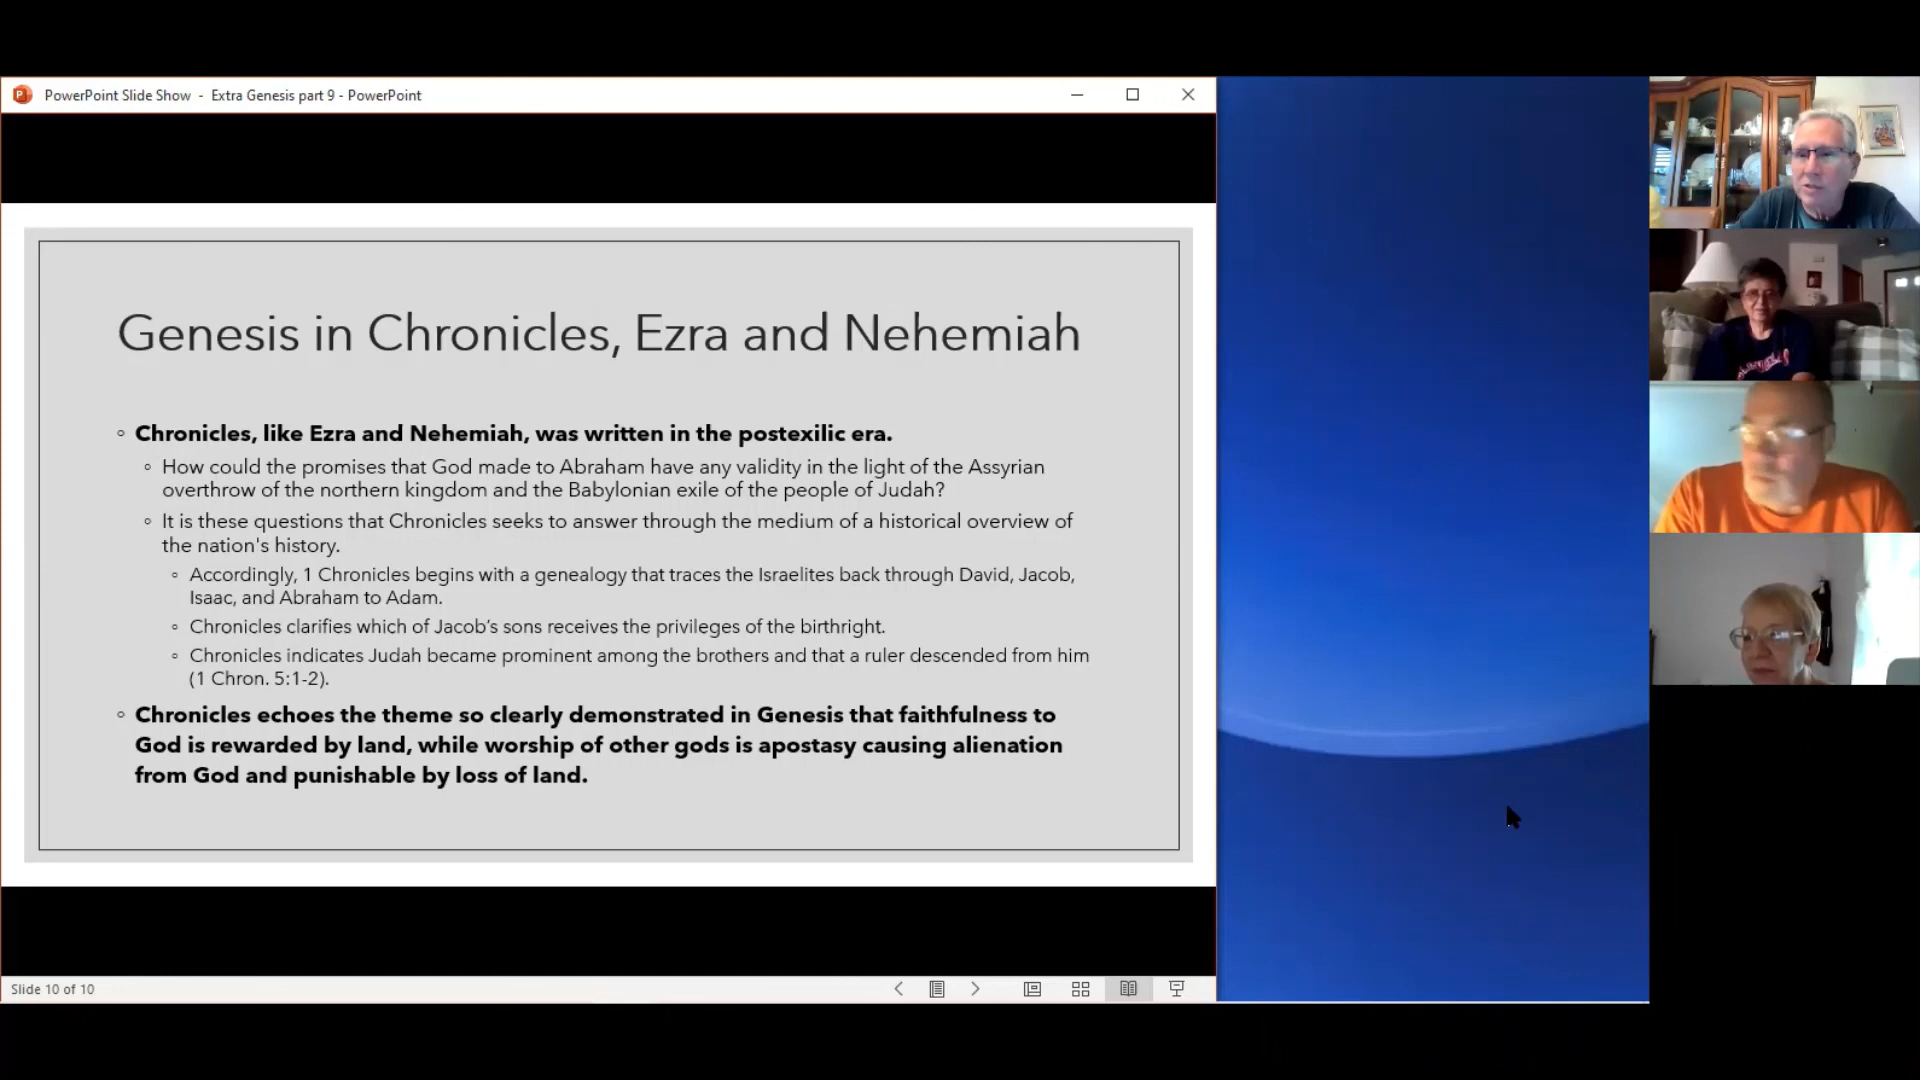 PowerPoint Slide Show - Extra Genesis part 9 - PowerPoint
Genesis in Chronicles, Ezra and Nehemiah
Chronicles, like Ezra and Nehemiah, was written in the postexilic era.
How could the promises that God made to Abraham have any validity in the light of the Assyrian
overthrow of the northern kingdom and the Babylonian exile of the people of Judah?
It is these questions that Chronicles seeks to answer through the medium of a historical overview of
the nation's history.
Accordingly, 1 Chronicles begins with a genealogy that traces the Israelites back through David, Jacob,
Isaac, and Abraham to Adam.
Chronicles clarifies which of Jacob’s sons receives the privileges of the birthright.
Chronicles indicates Judah became prominent among the brothers and that a ruler descended from him
(1 Chron. 5:1-2).
Chronicles echoes the theme so clearly demonstrated in Genesis that faithfulness to
God is rewarded by land, while worship of other gods is apostasy causing alienation
from God and punishable by loss of land.
Slide 10 of 10